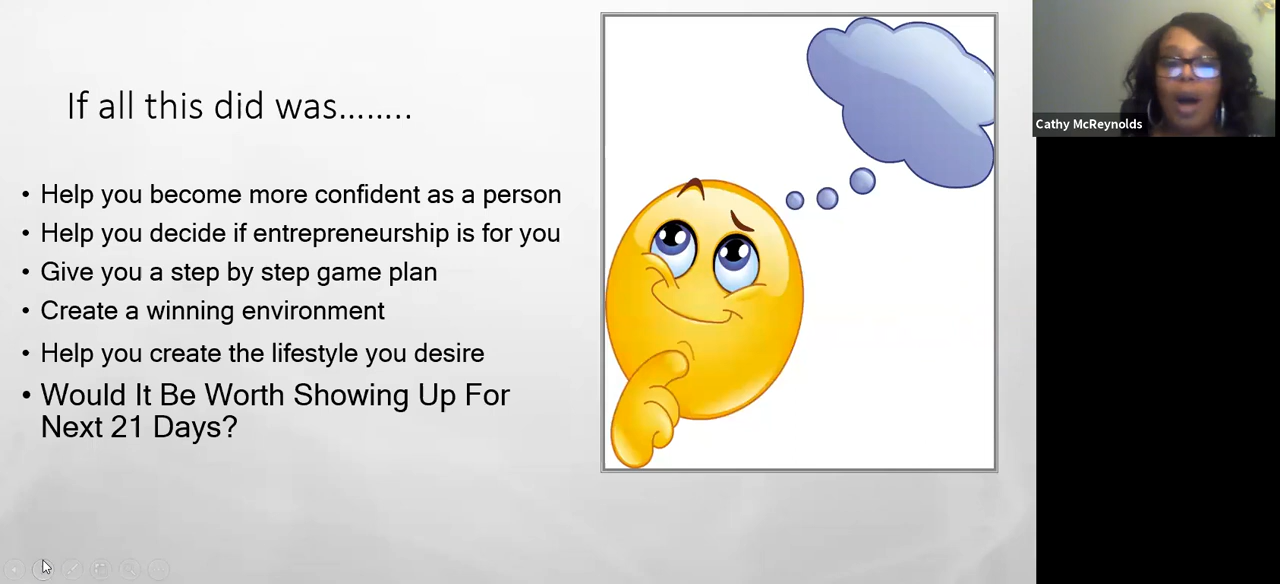 If all this did was........
• Help you become more confident as a person
• Help you decide if entrepreneurship is for you
• Give you a step by step game plan
• Create a winning environment
• Help you create the lifestyle you desire
• Would It Be Worth Showing Up For
Next 21 Days?
Cathy McReynolds